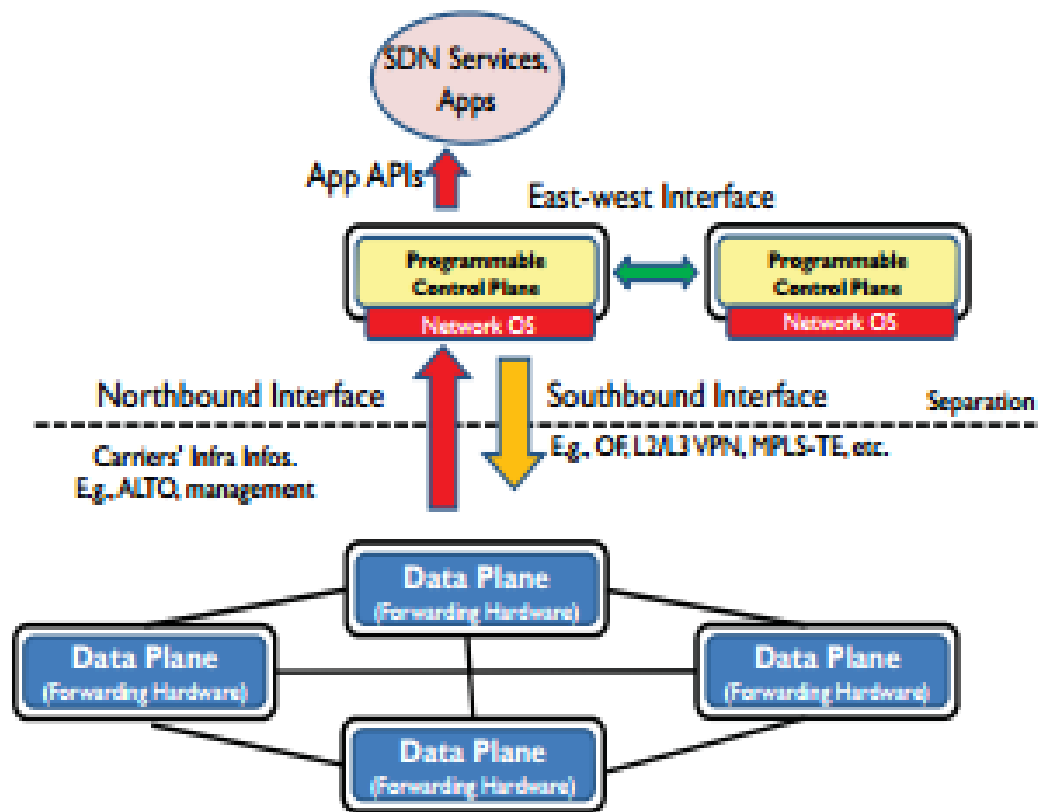 SDN Services,
Apps
App APIs
East-west Interface
Programmable
Control Plane
Network OS
Programmable
Control Plane
Network OS
Northbound Interface
Southbound Interface
Separation
Carriers' Infra Infos.
E.g., ALTO, management
E.g., OF, L2/L3 VPN, MPLS-TE, etc.
Data Plane
(Forwarding Hardware)
Data Plane
(Forwarding Hardware)
Data Plane
(Forwarding Hardware)
Data Plane
(Forwarding Hardware)